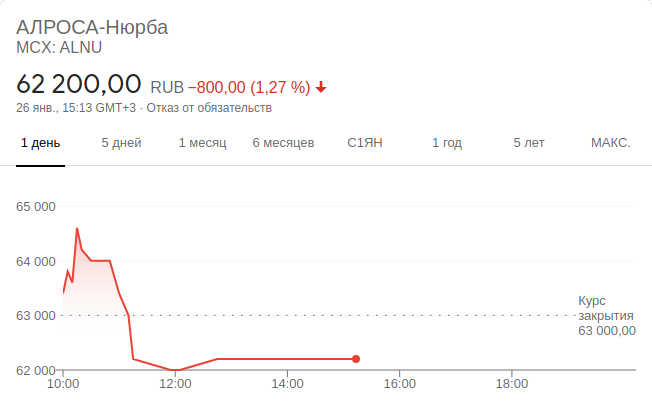 АЛРОСА-Нюрба
MCX: ALNU
62 200,00 RUB −800,00 (1,27 %)
26 янв., 15:13 GMT+3 · Отказ от обязательств
1 день 5 дней 1 месяц 6 месяцев С1ЯН 1 год 5 лет МАКС.
65 000
64 000
63 000
62 000
Курс
закрытия
63 000,00
10:00 12:00 14:00 16:00 18:00